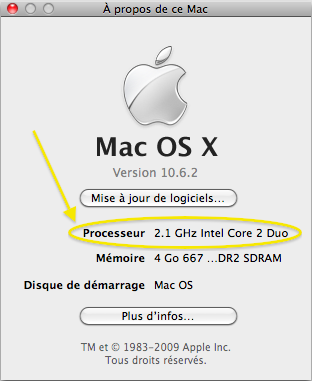 À propos de ce Mac
Mac OS X
Version 10.6.2
Mise à jour de logiciels...
Processeur 2.1 GHz Intel Core 2 Duo
Mémoire 4 Go 667 ...DR2 SDRAM
Disque de démarrage Mac OS
Plus d'infos...
TM et © 1983-2009 Apple Inc.
Tous droits réservés.